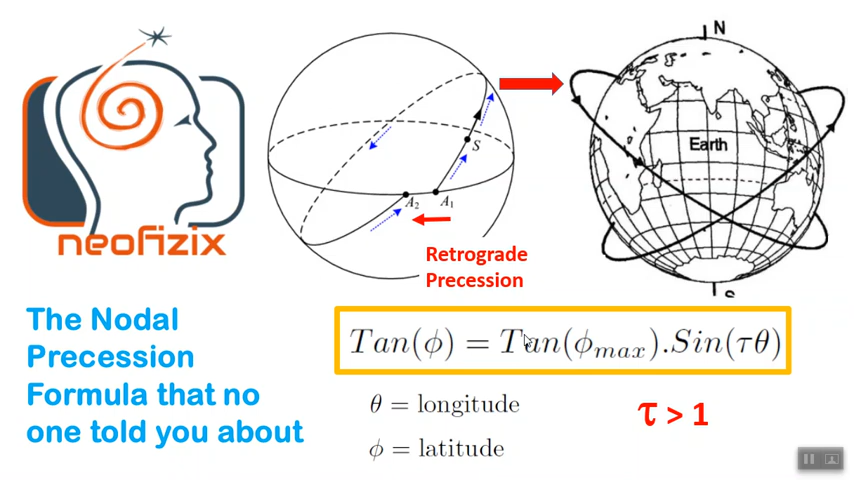 N
S
Earth
A₂ A₁
neofizix
Retrograde
Precession
The Nodal
Precession
Formula that no
one told you about
Tan(ϕ) = Tan(ϕmax).Sin(τθ)
θ = longitude
ϕ = latitude
τ > 1